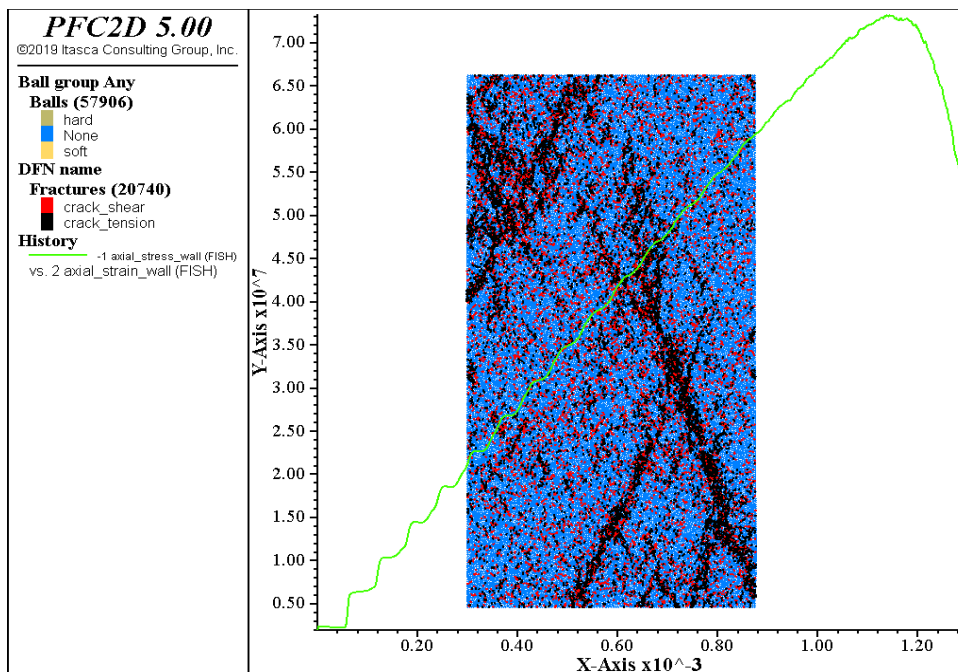 PFC2D 5.00
©2019 Itasca Consulting Group, Inc.
Ball group Any
Balls (57906)
hard
None
soft
DFN name
Fractures (20740)
crack_shear
crack_tension
History
-1 axial_stress_wall (FISH)
vs. 2 axial_strain_wall (FISH)
Y-Axis x10^7
7.00
6.50
6.00
5.50
5.00
4.50
4.00
3.50
3.00
2.50
2.00
1.50
1.00
0.50
0.20
0.40
0.60
0.80
1.00
1.20
X-Axis x10^-3